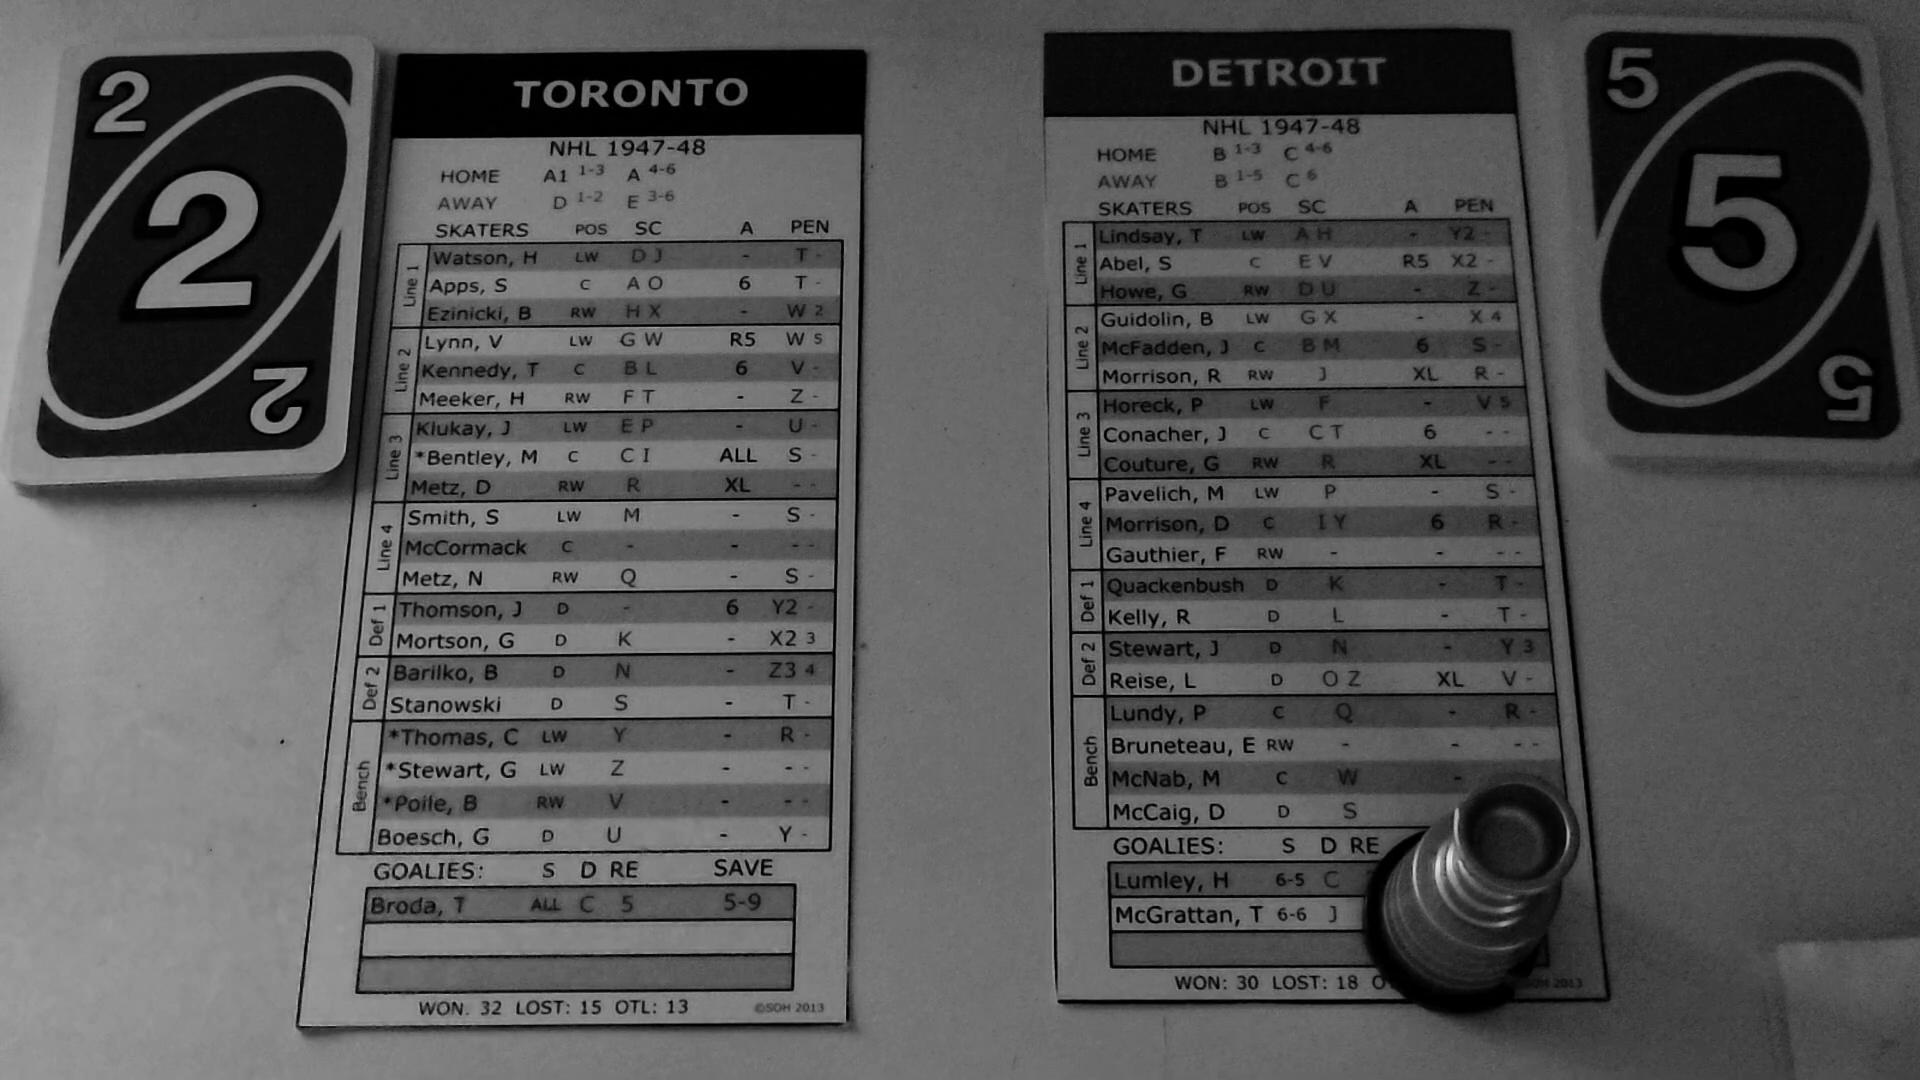 2
2
2
TORONTO
NHL 1947-48
HOME A1 1-3 A 4-6
AWAY D 1-2 E 3-6
SKATERS POS SC A PEN
Line 1
Watson, H LW D J - T -
Apps, S C A O 6 T -
Ezinicki, B RW H X - W 2
Line 2
Lynn, V LW G W R5 W 5
Kennedy, T C B L 6 V -
Meeker, H RW F T - Z -
Line 3
Klukay, J LW E P - U -
*Bentley, M C C I ALL S -
Metz, D RW R XL - -
Line 4
Smith, S LW M - S -
McCormack C - - - -
Metz, N RW Q - S -
Def 1
Thomson, J D - 6 Y2 -
Mortson, G D K - X2 3
Def 2
Barilko, B D N - Z3 4
Stanowski D S - T -
Bench
*Thomas, C LW Y - R -
*Stewart, G LW Z - - -
*Poile, B RW V - - -
Boesch, G D U - Y -
GOALIES: S D RE SAVE
Broda, T ALL C 5 5-9
WON. 32 LOST: 15 OTL: 13 ©SOH 2013
DETROIT
NHL 1947-48
HOME B 1-3 C 4-6
AWAY B 1-5 C 6
SKATERS POS SC A PEN
Line 1
Lindsay, T LW A H - Y2 -
Abel, S C E V R5 X2 -
Howe, G RW D U - Z -
Line 2
Guidolin, B LW G X - X 4
McFadden, J C B M 6 S -
Morrison, R RW J XL R -
Line 3
Horeck, P LW F - V 5
Conacher, J C C T 6 - -
Couture, G RW R XL - -
Line 4
Pavelich, M LW P - S -
Morrison, D C I Y 6 R -
Gauthier, F RW - - - -
Def 1
Quackenbush D K - T -
Kelly, R D L - T -
Def 2
Stewart, J D N - Y 3
Reise, L D O Z XL V -
Bench
Lundy, P C Q - R -
Bruneteau, E RW - - - -
McNab, M C W -
McCaig, D D S
GOALIES: S D RE
Lumley, H 6-5 C
McGrattan, T 6-6 J
WON: 30 LOST: 18 2013
5
5
5